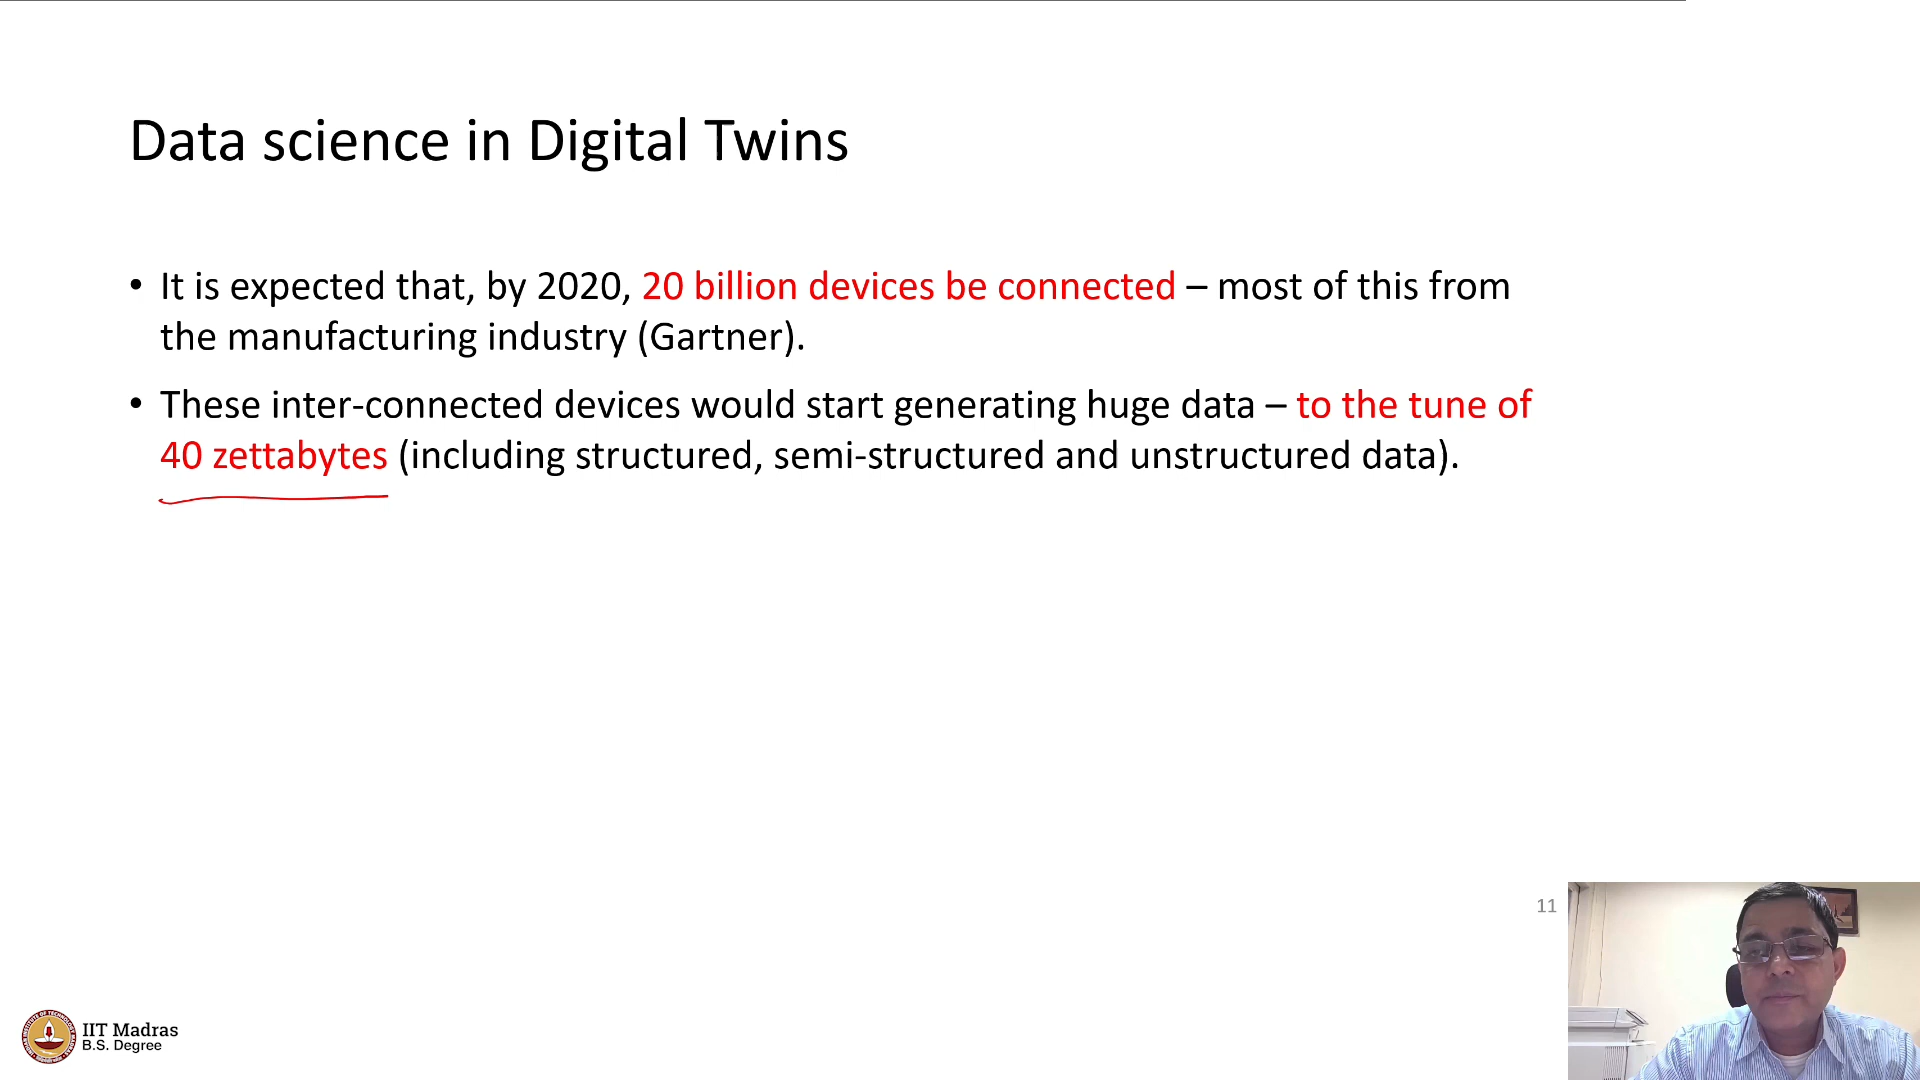 Data science in Digital Twins
• It is expected that, by 2020, 20 billion devices be connected – most of this from
the manufacturing industry (Gartner).
• These inter-connected devices would start generating huge data – to the tune of
40 zettabytes (including structured, semi-structured and unstructured data).
11
IIT Madras
B.S. Degree